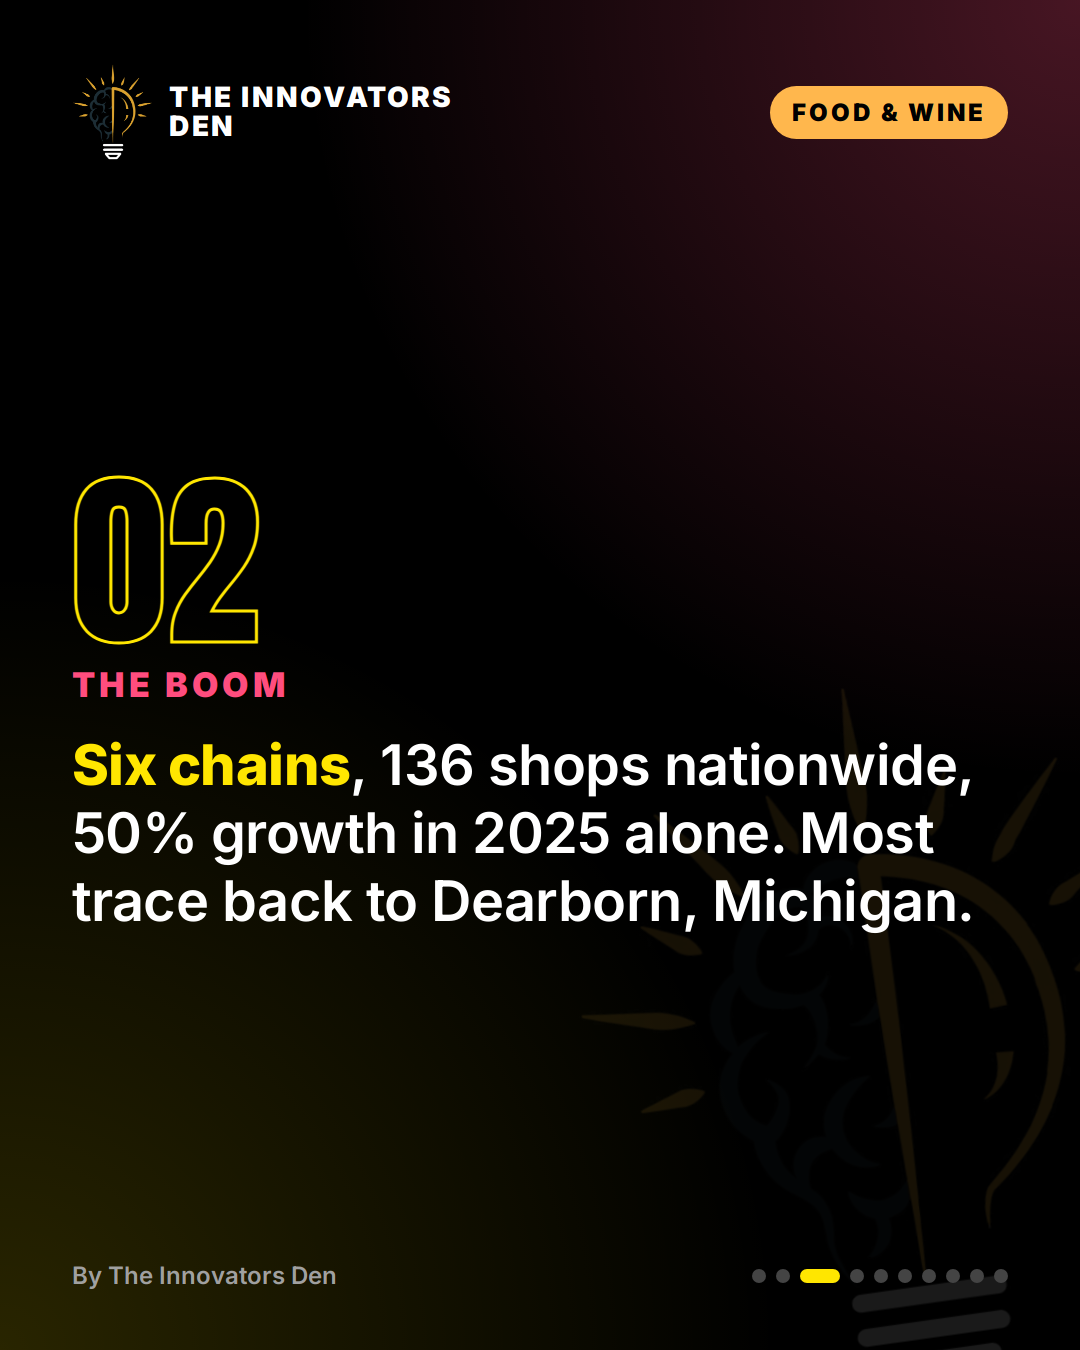 THE INNOVATORS
DEN
FOOD & WINE
02
THE BOOM
Six chains, 136 shops nationwide,
50% growth in 2025 alone. Most
trace back to Dearborn, Michigan.
By The Innovators Den